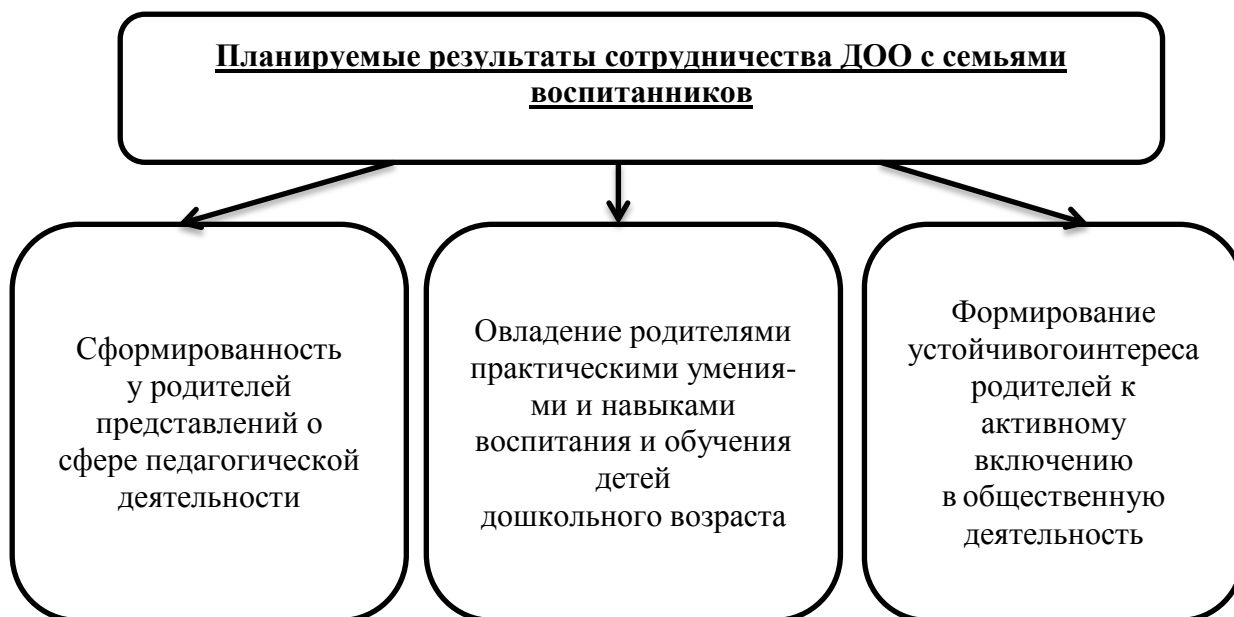 Планируемые результаты сотрудничества ДОО с семьями
воспитанников
Сформированность
у родителей
представлений о
сфере педагогической
деятельности
Овладение родителями
практическими умения-
ми и навыками
воспитания и обучения
детей
дошкольного возраста
Формирование
устойчивогоинтереса
родителей к
активному
включению
в общественную
деятельность